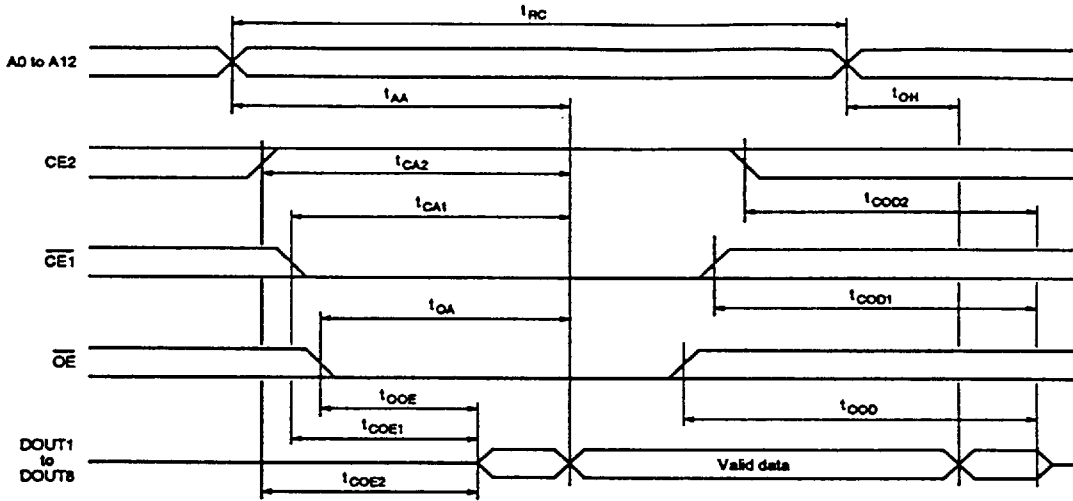 tRC
A0 to A12
tAA
tOH
CE2
tCA2
tCOD2
tCA1
CE1
tCOD1
tOA
OE
tOOE
tOOD
tCOE1
DOUT1
to
DOUT8
Valid data
tCOE2